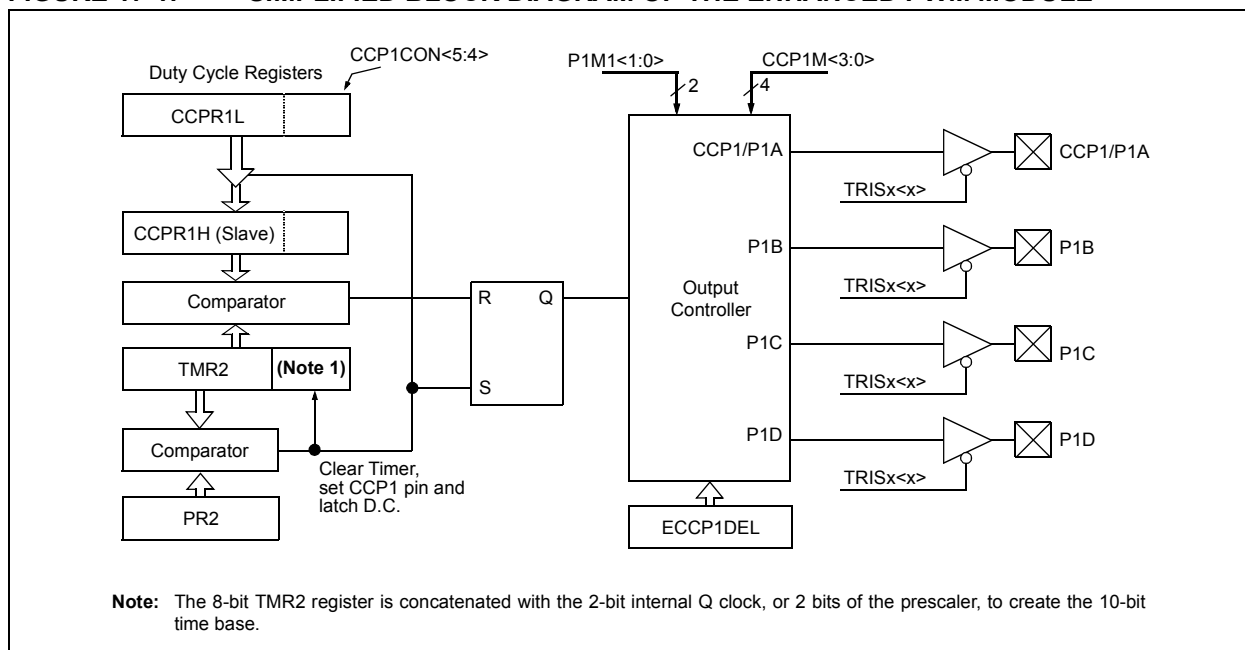 CCP1CON<5:4>
Duty Cycle Registers
CCPR1L
CCPR1H (Slave)
Comparator
TMR2
(Note 1)
Comparator
PR2
Clear Timer,
set CCP1 pin and
latch D.C.
R
Q
S
P1M1<1:0>
2
CCP1M<3:0>
4
Output
Controller
CCP1/P1A
TRISx<x>
CCP1/P1A
P1B
TRISx<x>
P1B
P1C
TRISx<x>
P1C
P1D
TRISx<x>
P1D
ECCP1DEL
Note: The 8-bit TMR2 register is concatenated with the 2-bit internal Q clock, or 2 bits of the prescaler, to create the 10-bit
time base.